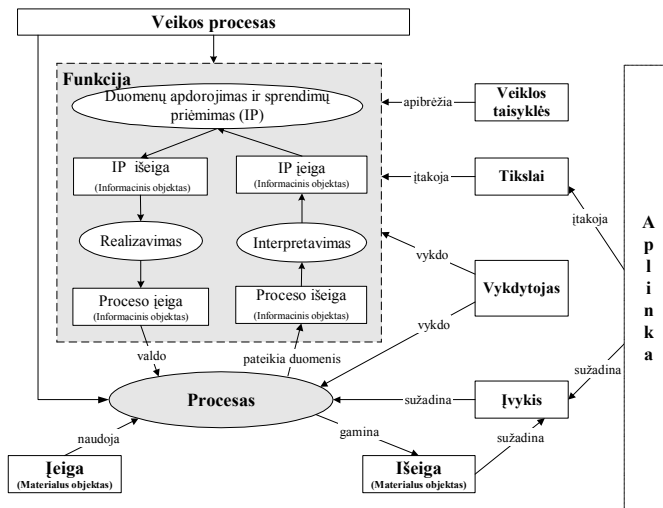 Veikos procesas
Funkcija
Duomenų apdorojimas ir sprendimų
priėmimas (IP)
apibrėžia
Veiklos
taisyklės
IP išeiga
(Informacinis objektas)
IP įeiga
(Informacinis objektas)
įtakoja
Tikslai
įtakoja
Aplinka
Realizavimas
Interpretavimas
vykdo
Vykdytojas
Proceso įeiga
(Informacinis objektas)
Proceso išeiga
(Informacinis objektas)
vykdo
valdo
pateikia duomenis
sužadina
Procesas
sužadina
Įvykis
naudoja
gamina
sužadina
Įeiga
(Materialus objektas)
Išeiga
(Materialus objektas)